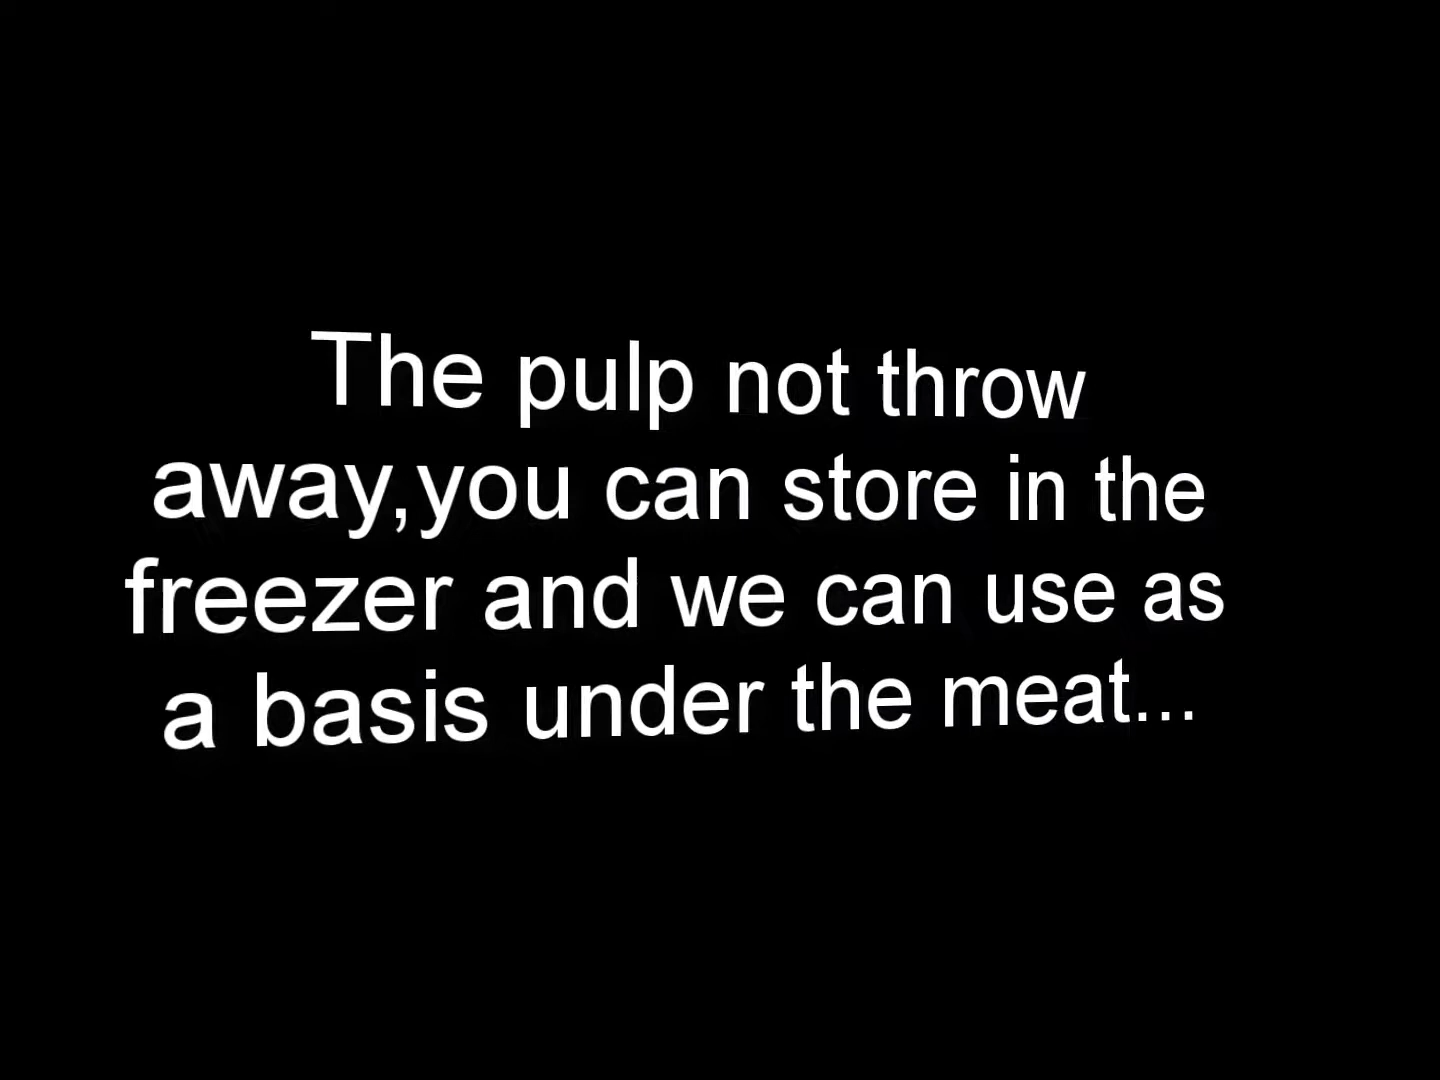 The pulp not throw
away,you can store in the
freezer and we can use as
a basis under the meat...